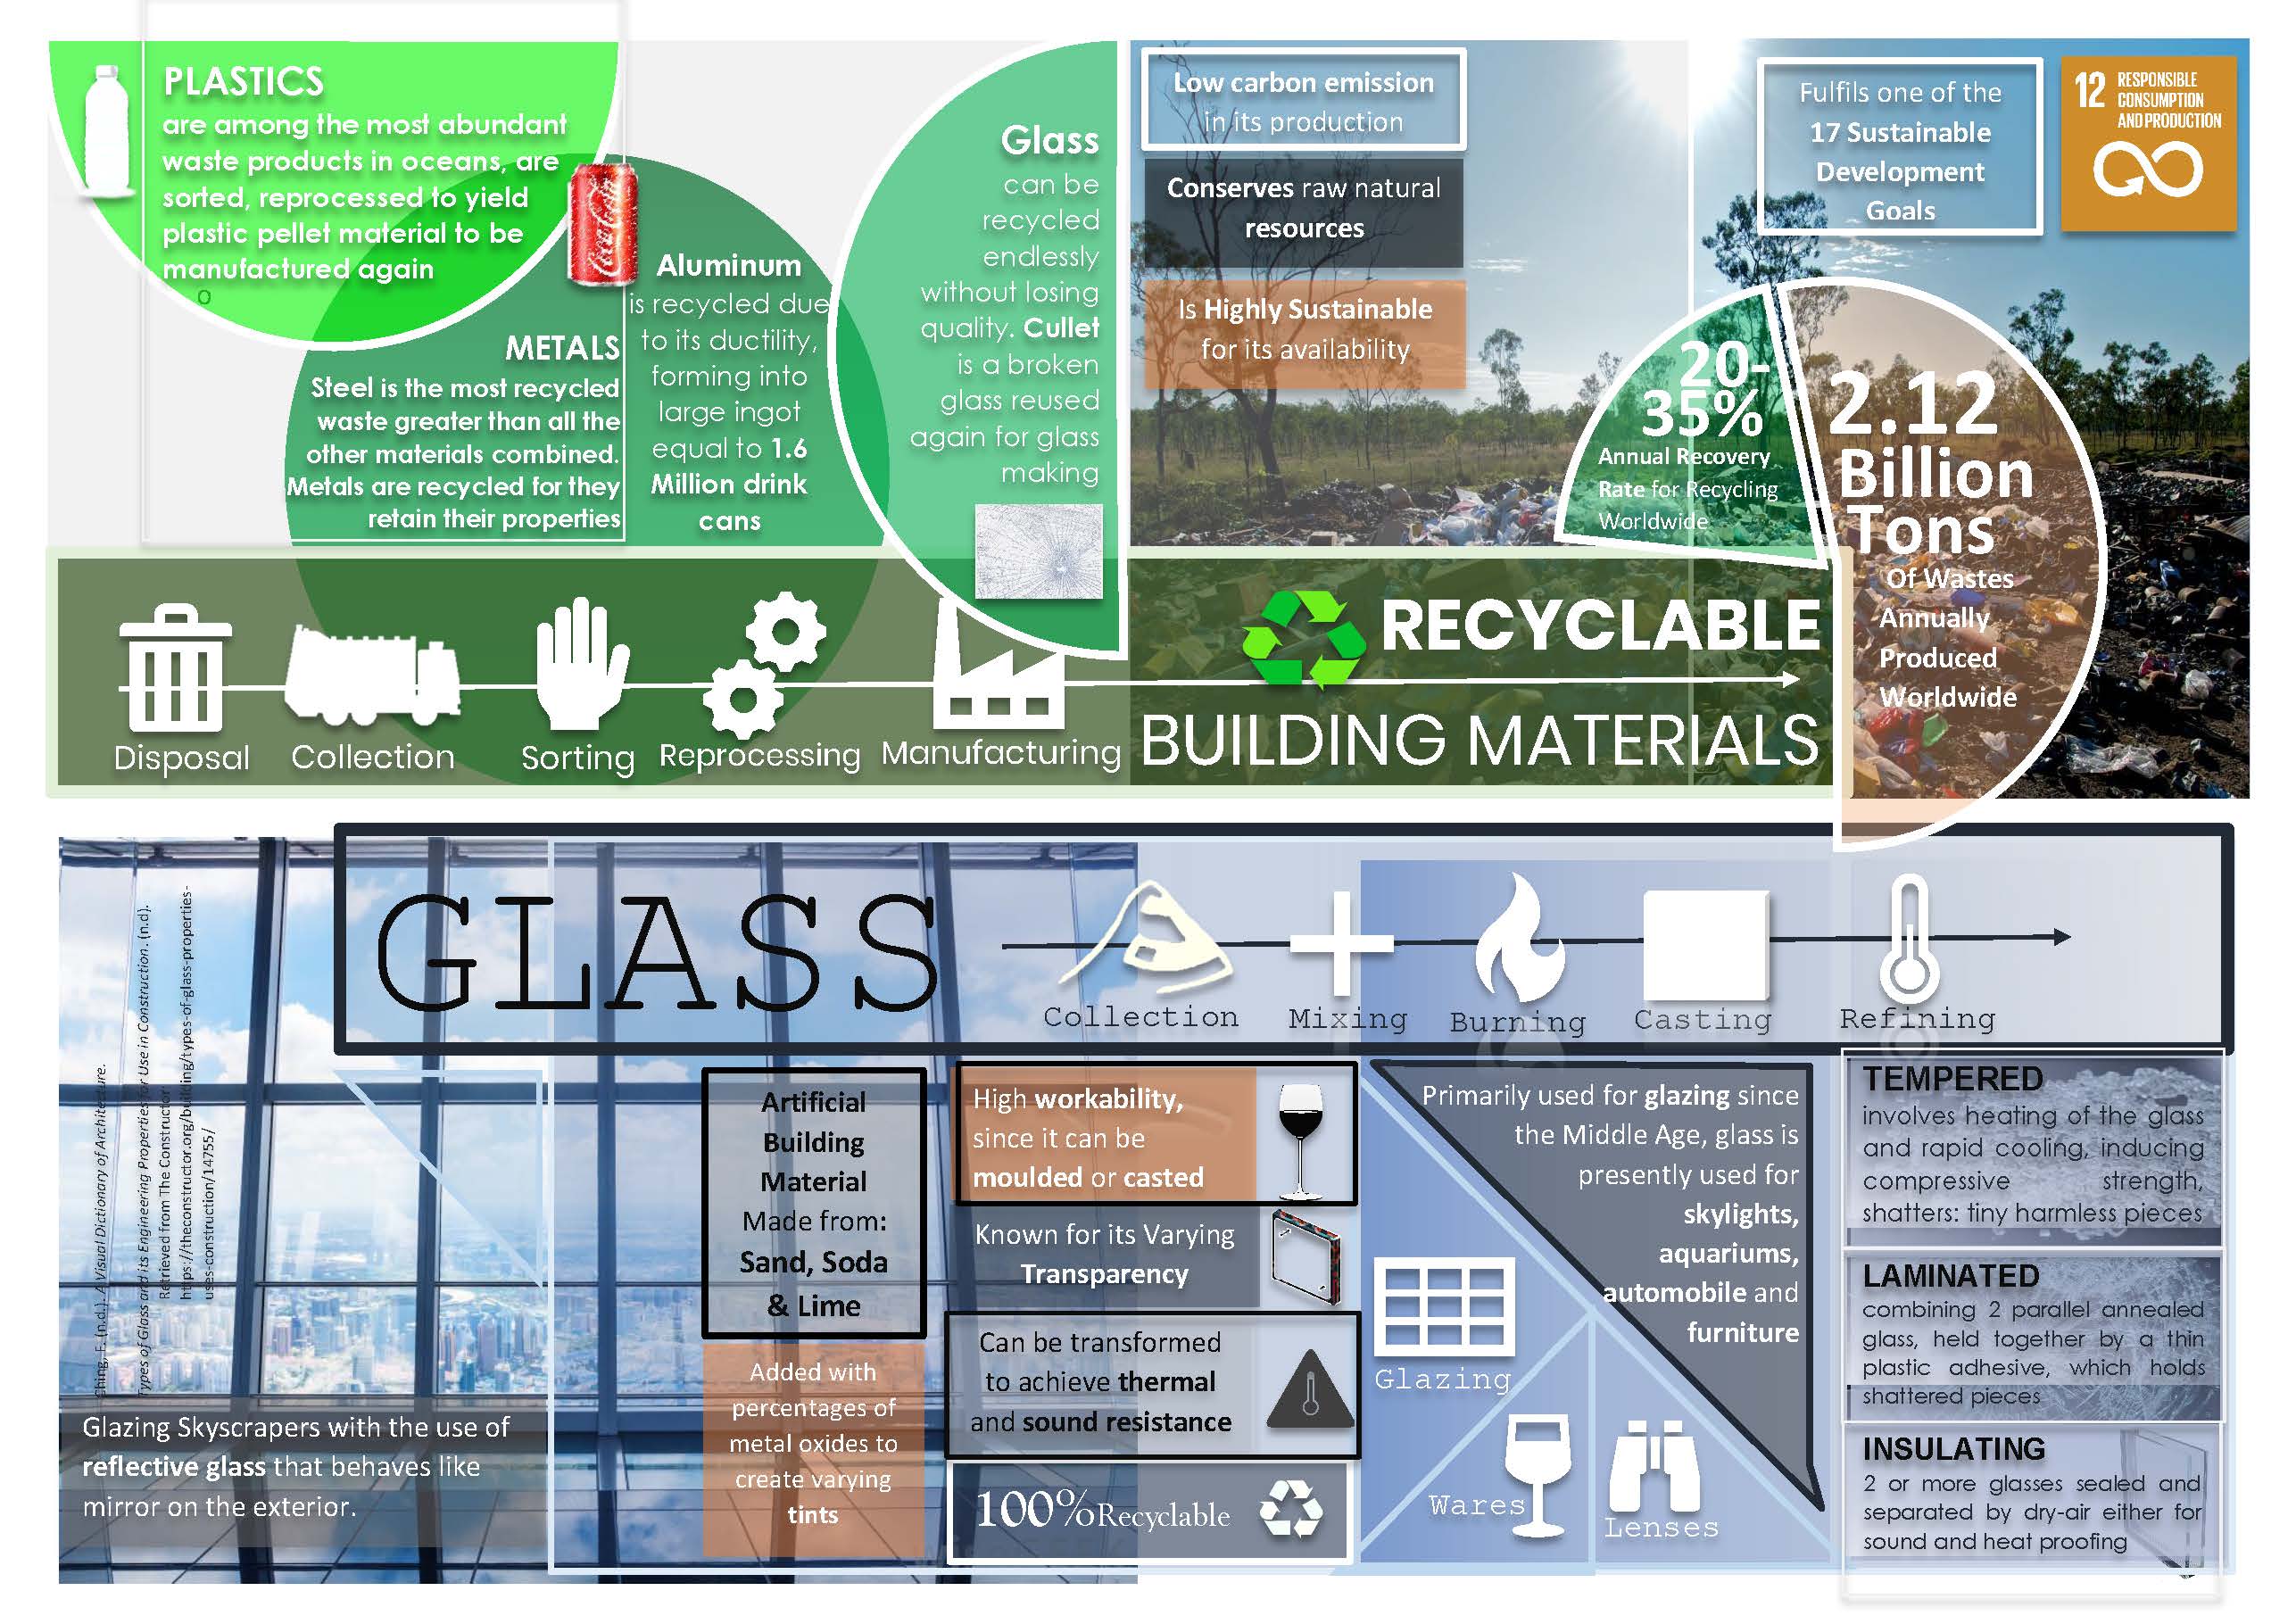 PLASTICS
are among the most abundant
waste products in oceans, are
sorted, reprocessed to yield
plastic pellet material to be
manufactured again
o
METALS
Steel is the most recycled
waste greater than all the
other materials combined.
Metals are recycled for they
retain their properties
Coca-Cola
Aluminum
is recycled due
to its ductility,
forming into
large ingot
equal to 1.6
Million drink
cans
Glass
can be
recycled
endlessly
without losing
quality. Cullet
is a broken
glass reused
again for glass
making
Low carbon emission
in its production
Conserves raw natural
resources
Is Highly Sustainable
for its availability
Fulfils one of the
17 Sustainable
Development
Goals
12 RESPONSIBLE
CONSUMPTION
AND PRODUCTION
20-
35%
Annual Recovery
Rate for Recycling
Worldwide
2.12
Billion
Tons
Of Wastes
Annually
Produced
Worldwide
Disposal
Collection
Sorting
Reprocessing
Manufacturing
RECYCLABLE
BUILDING MATERIALS
GLASS
Collection
Mixing
Burning
Casting
Refining
Ching, F. (n.d.). A Visual Dictionary of Architecture.
Types of Glass and its Engineering Properties for Use in Construction. (n.d).
Retrieved from The Constructor:
https://theconstructor.org/building/types-of-glass-properties-
uses-construction/14755/
Glazing Skyscrapers with the use of
reflective glass that behaves like
mirror on the exterior.
Artificial
Building
Material
Made from:
Sand, Soda
& Lime
Added with
percentages of
metal oxides to
create varying
tints
High workability,
since it can be
moulded or casted
Known for its Varying
Transparency
Can be transformed
to achieve thermal
and sound resistance
100% Recyclable
Primarily used for glazing since
the Middle Age, glass is
presently used for
skylights,
aquariums,
automobile and
furniture
Glazing
Wares
Lenses
TEMPERED
involves heating of the glass
and rapid cooling, inducing
compressive strength,
shatters: tiny harmless pieces
LAMINATED
combining 2 parallel annealed
glass, held together by a thin
plastic adhesive, which holds
shattered pieces
INSULATING
2 or more glasses sealed and
separated by dry-air either for
sound and heat proofing